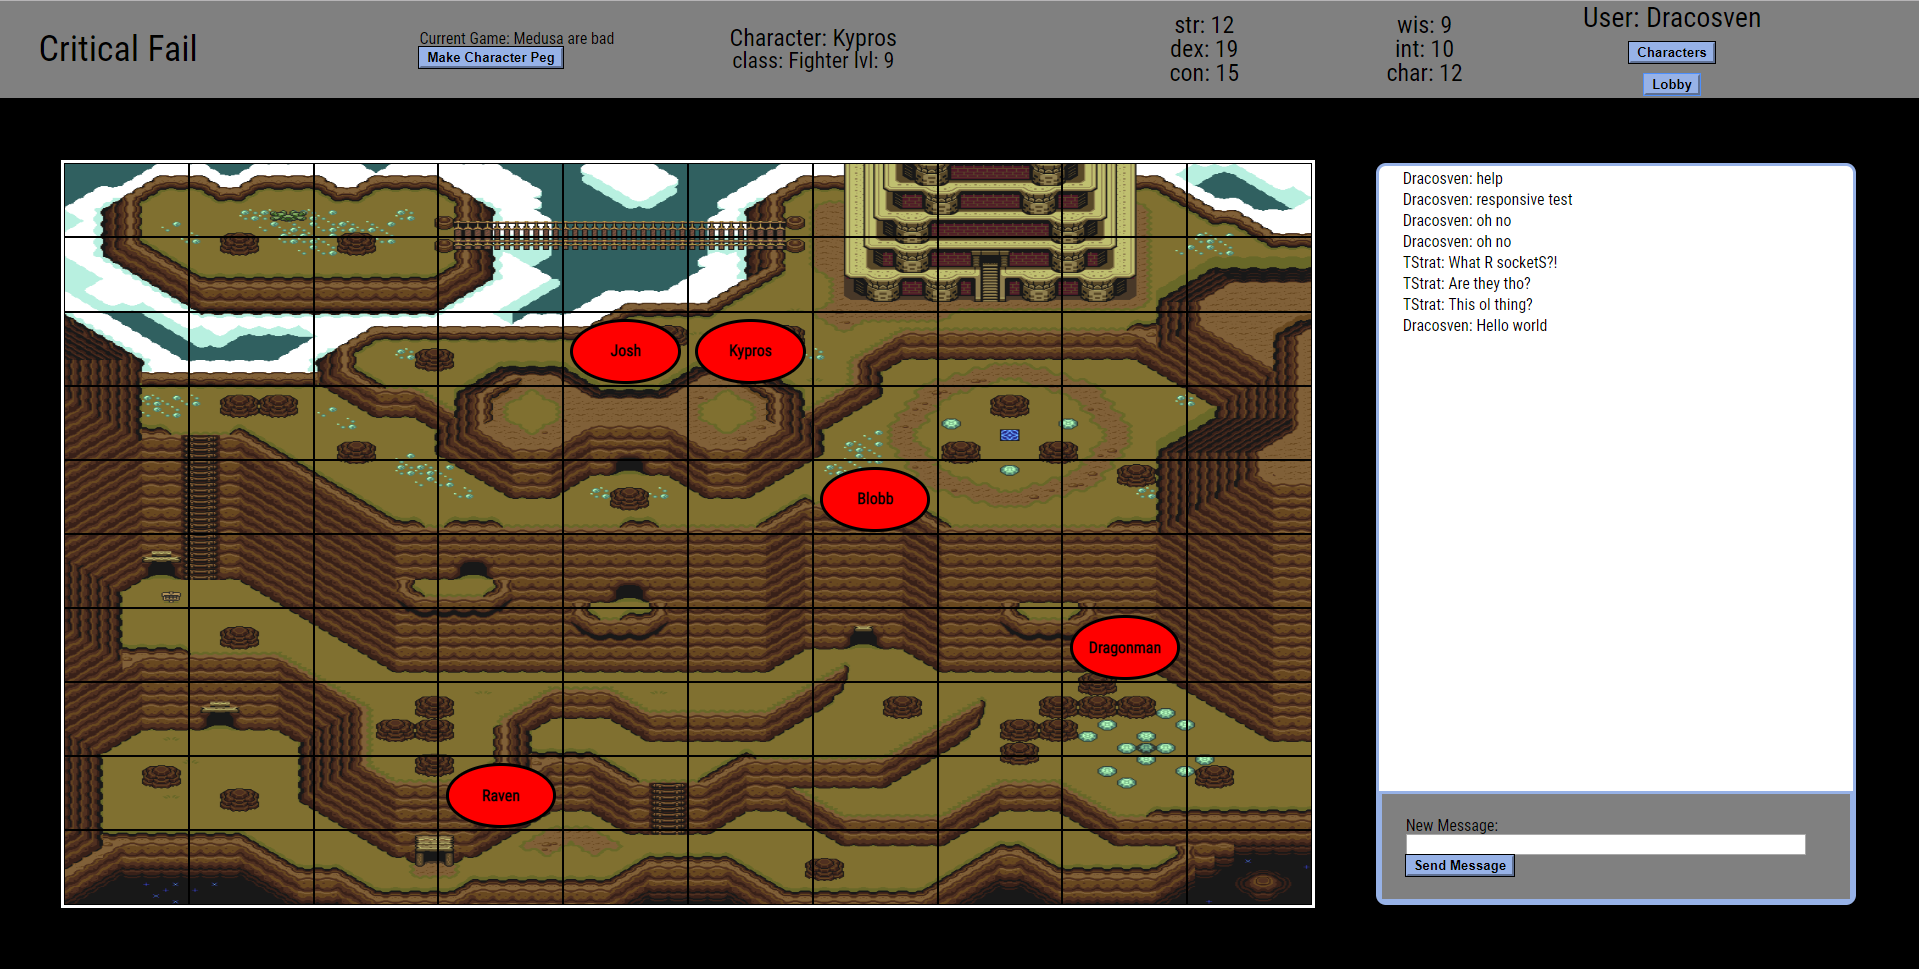 Critical Fail
Current Game: Medusa are bad
Make Character Peg
Character: Kypros
class: Fighter lvl: 9
str: 12
dex: 19
con: 15
wis: 9
int: 10
char: 12
User: Dracosven
Characters
Lobby
Josh
Kypros
Blobb
Dragonman
Raven
Dracosven: help
Dracosven: responsive test
Dracosven: oh no
Dracosven: oh no
TStrat: What R socketS?!
TStrat: Are they tho?
TStrat: This ol thing?
Dracosven: Hello world
New Message:
Send Message